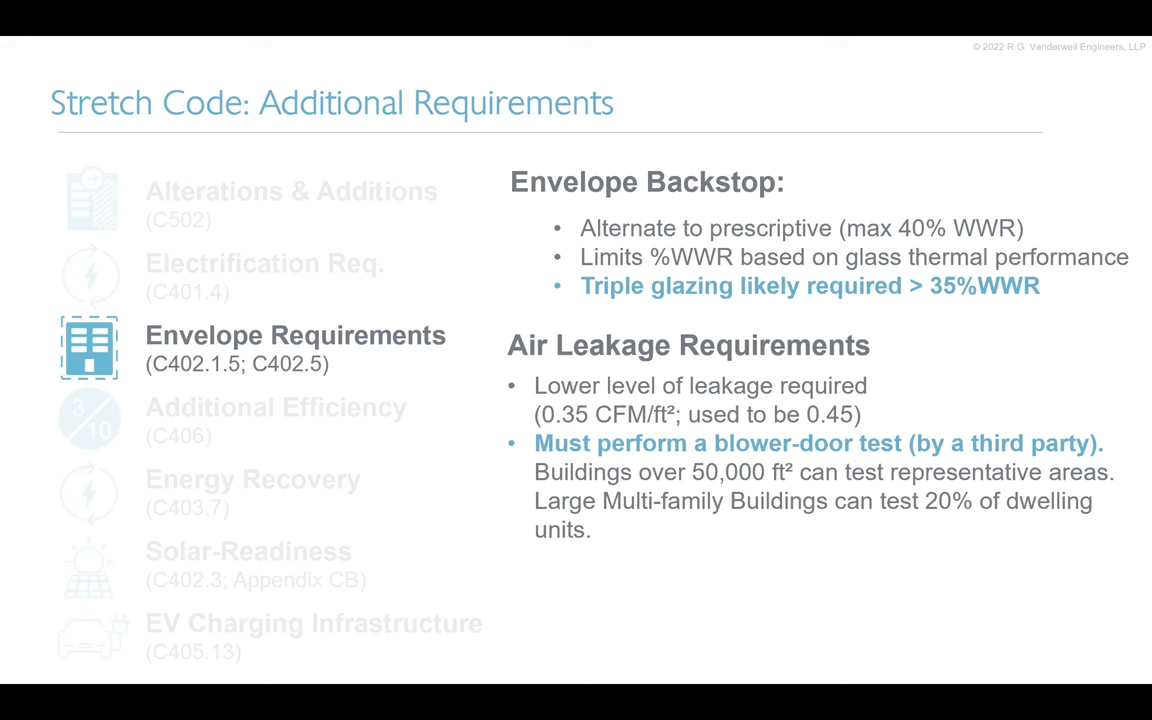 © 2022 R.G. Vanderweil Engineers, LLP
Stretch Code: Additional Requirements
Alterations & Additions
(C502)
Electrification Req.
(C401.4)
Envelope Requirements
(C402.1.5; C402.5)
3/10
Additional Efficiency
(C406)
Energy Recovery
(C403.7)
Solar-Readiness
(C402.3; Appendix CB)
EV Charging Infrastructure
(C405.13)
Envelope Backstop:
• Alternate to prescriptive (max 40% WWR)
• Limits %WWR based on glass thermal performance
• Triple glazing likely required > 35%WWR
Air Leakage Requirements
• Lower level of leakage required
(0.35 CFM/ft²; used to be 0.45)
• Must perform a blower-door test (by a third party).
Buildings over 50,000 ft² can test representative areas.
Large Multi-family Buildings can test 20% of dwelling
units.